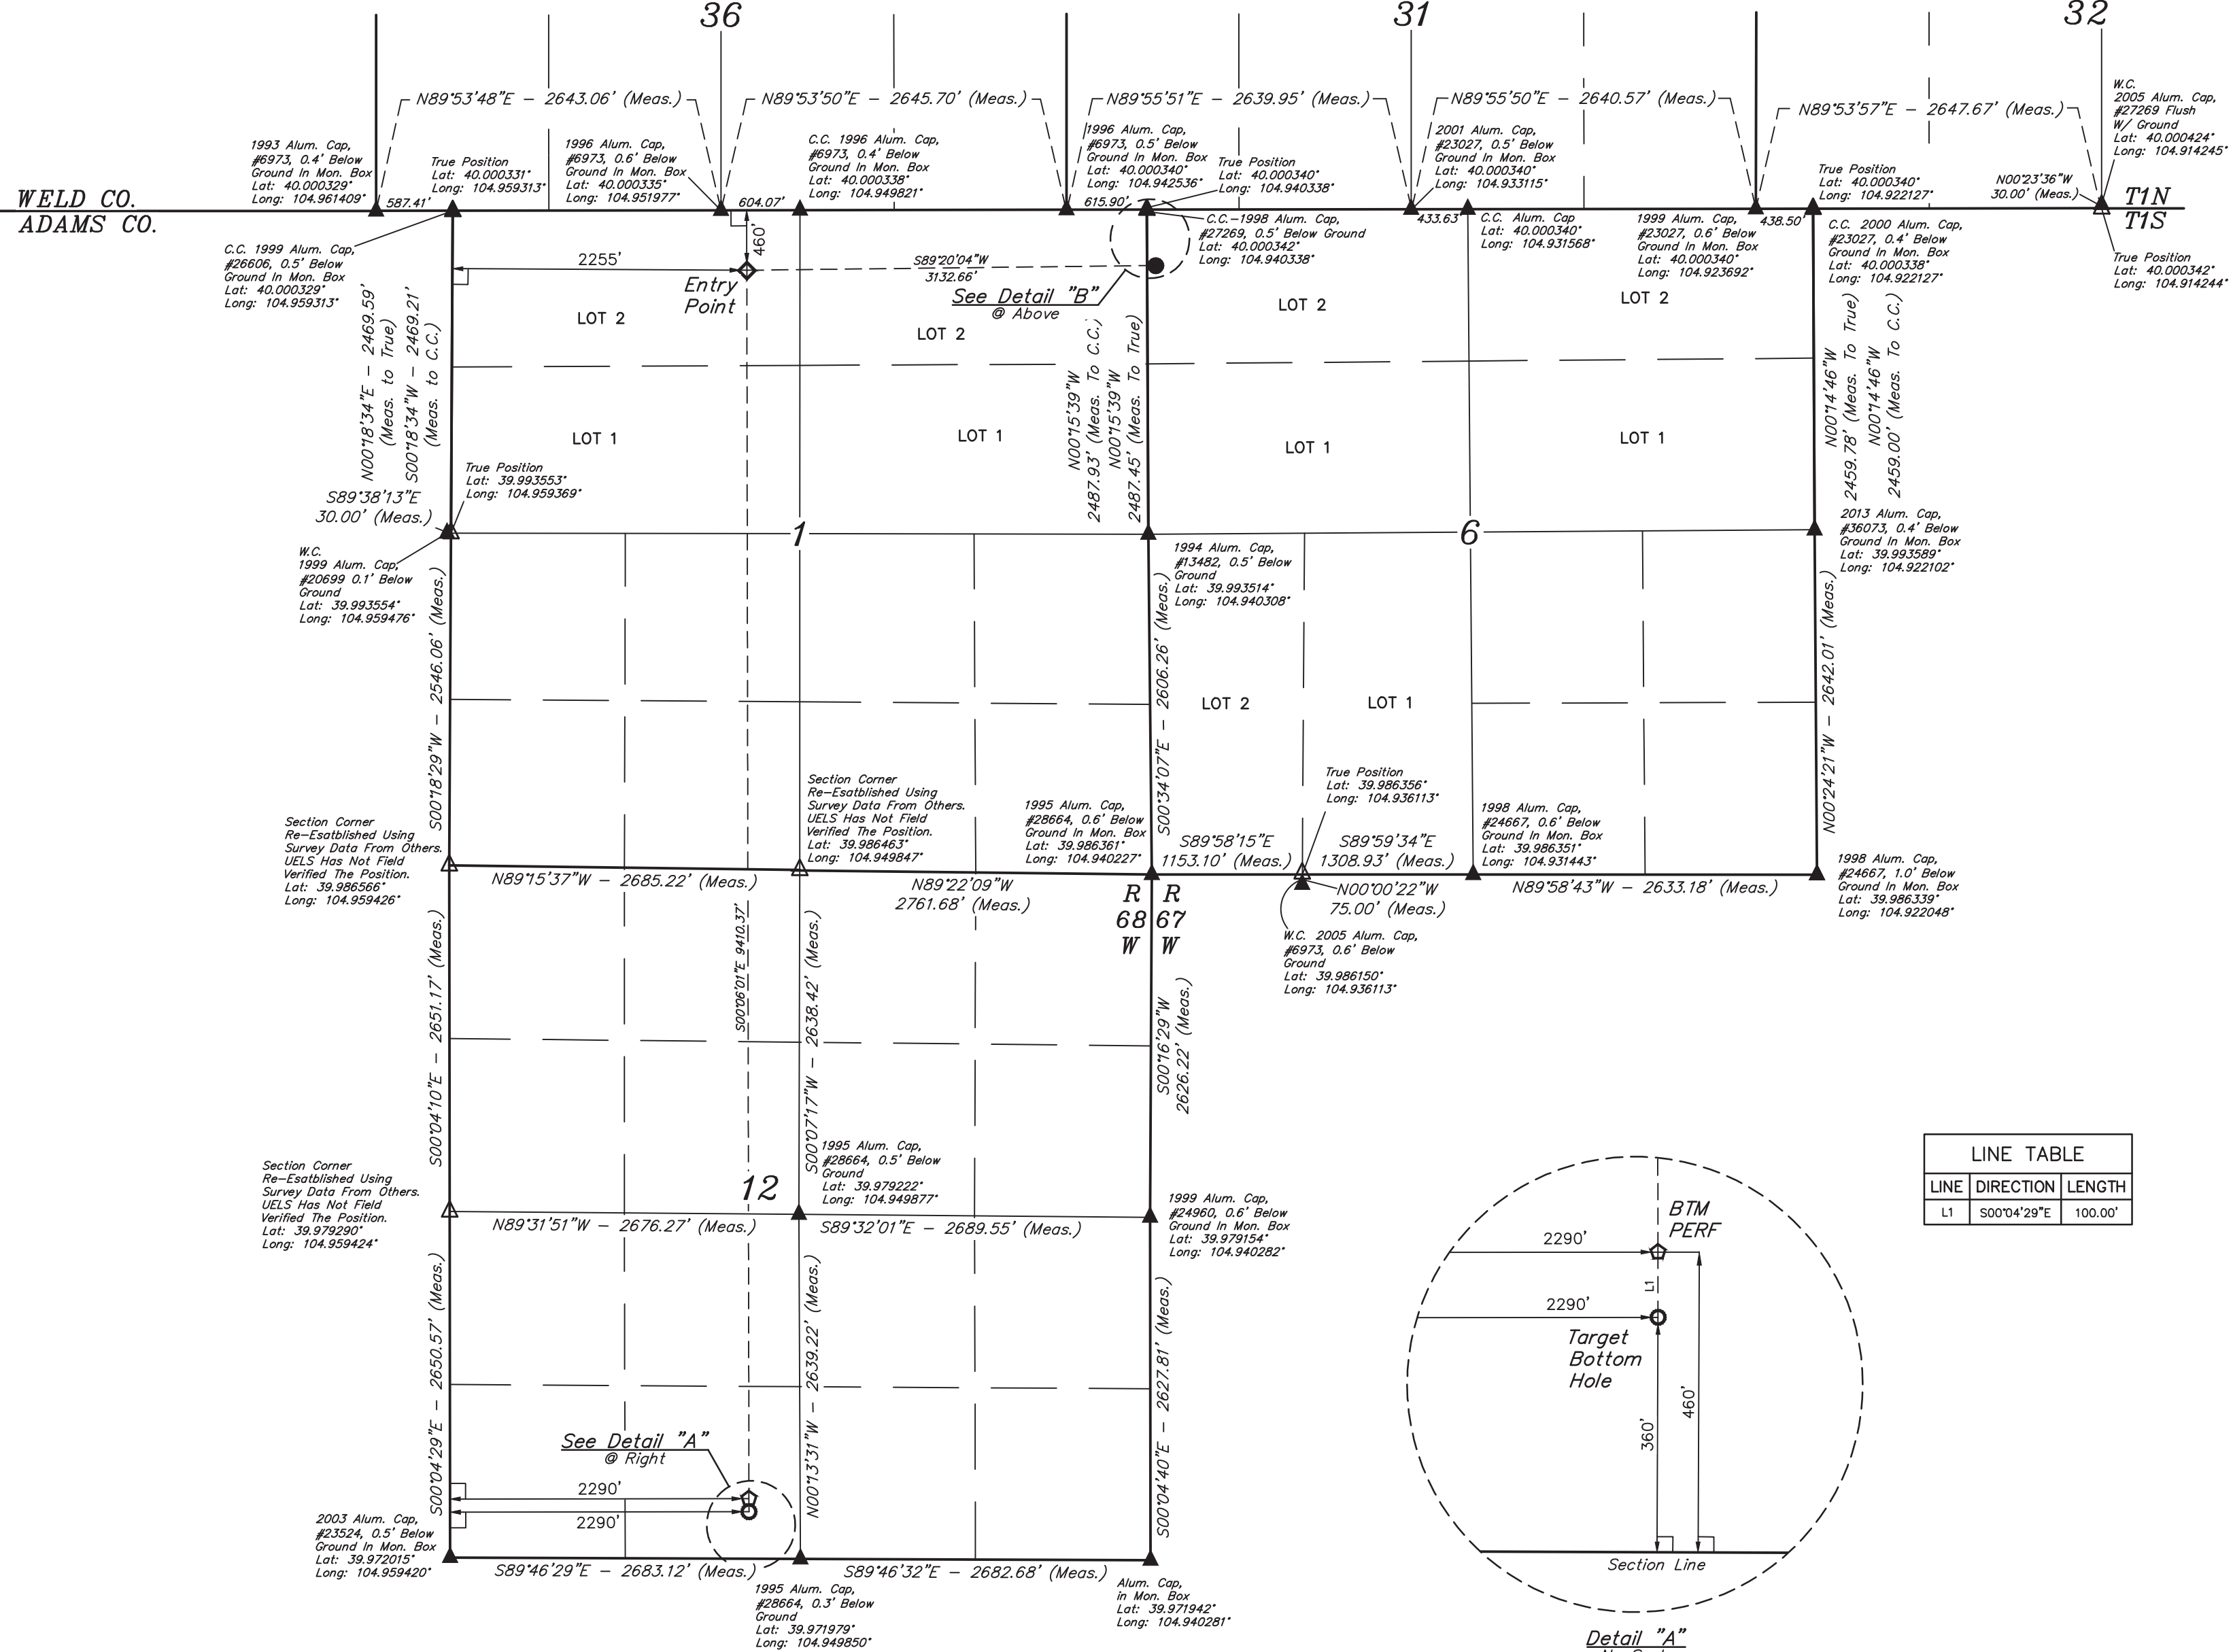 36
31
32
N89°53'48"E - 2643.06' (Meas.)
N89°53'50"E - 2645.70' (Meas.)
N89°55'51"E - 2639.95' (Meas.)
N89°55'50"E - 2640.57' (Meas.)
N89°53'57"E - 2647.67' (Meas.)
W.C.
2005 Alum. Cap,
#27269 Flush
W/ Ground
Lat: 40.000424°
Long: 104.914245°
1993 Alum. Cap,
#6973, 0.4' Below
Ground In Mon. Box
Lat: 40.000329°
Long: 104.961409°
True Position
Lat: 40.000331°
Long: 104.959313°
1996 Alum. Cap,
#6973, 0.6' Below
Ground In Mon. Box
Lat: 40.000335°
Long: 104.951977°
C.C. 1996 Alum. Cap,
#6973, 0.4' Below
Ground In Mon. Box
Lat: 40.000338°
Long: 104.949821°
1996 Alum. Cap,
#6973, 0.5' Below
Ground In Mon. Box
Lat: 40.000340°
Long: 104.942536°
True Position
Lat: 40.000340°
Long: 104.940338°
2001 Alum. Cap,
#23027, 0.5' Below
Ground In Mon. Box
Lat: 40.000340°
Long: 104.933115°
True Position
Lat: 40.000340°
Long: 104.922127°
N00°23'36"W
30.00' (Meas.)
WELD CO.
ADAMS CO.
T1N
T1S
587.41'
604.07'
615.90'
433.63'
438.50'
C.C. 1999 Alum. Cap,
#26606, 0.5' Below
Ground In Mon. Box
Lat: 40.000329°
Long: 104.959313°
C.C.-1998 Alum. Cap,
#27269, 0.5' Below Ground
Lat: 40.000342°
Long: 104.940338°
C.C. Alum. Cap
Lat: 40.000340°
Long: 104.931568°
1999 Alum. Cap,
#23027, 0.6' Below
Ground In Mon. Box
Lat: 40.000340°
Long: 104.923692°
C.C. 2000 Alum. Cap,
#23027, 0.4' Below
Ground In Mon. Box
Lat: 40.000338°
Long: 104.922127°
True Position
Lat: 40.000342°
Long: 104.914244°
460'
2255'
Entry
Point
S89°20'04"W
3132.66'
See Detail "B"
@ Above
LOT 2
LOT 2
LOT 2
LOT 2
N00°18'34"E - 2469.59'
(Meas. to True)
S00°18'34"W - 2469.21'
(Meas. to C.C.)
N00°15'39"W
2487.93' (Meas. To C.C.)
N00°15'39"W
2487.45' (Meas. To True)
N00°14'46"W
2459.78' (Meas. To True)
N00°14'46"W
2459.00' (Meas. To C.C.)
LOT 1
LOT 1
LOT 1
LOT 1
True Position
Lat: 39.993553°
Long: 104.959369°
S89°38'13"E
30.00' (Meas.)
W.C.
1999 Alum. Cap,
#20699 0.1' Below
Ground
Lat: 39.993554°
Long: 104.959476°
1
6
1994 Alum. Cap,
#13482, 0.5' Below
Ground
Lat: 39.993514°
Long: 104.940308°
2013 Alum. Cap,
#36073, 0.4' Below
Ground In Mon. Box
Lat: 39.993589°
Long: 104.922102°
S00°18'29"W - 2546.06' (Meas.)
S00°34'07"E - 2606.26' (Meas.)
N00°24'21"W - 2642.01' (Meas.)
LOT 2
LOT 1
Section Corner
Re-Esatblished Using
Survey Data From Others.
UELS Has Not Field
Verified The Position.
Lat: 39.986566°
Long: 104.959426°
Section Corner
Re-Esatblished Using
Survey Data From Others.
UELS Has Not Field
Verified The Position.
Lat: 39.986463°
Long: 104.949847°
1995 Alum. Cap,
#28664, 0.6' Below
Ground In Mon. Box
Lat: 39.986361°
Long: 104.940227°
True Position
Lat: 39.986356°
Long: 104.936113°
1998 Alum. Cap,
#24667, 0.6' Below
Ground In Mon. Box
Lat: 39.986351°
Long: 104.931443°
S89°58'15"E
1153.10' (Meas.)
S89°59'34"E
1308.93' (Meas.)
1998 Alum. Cap,
#24667, 1.0' Below
Ground In Mon. Box
Lat: 39.986339°
Long: 104.922048°
N89°15'37"W - 2685.22' (Meas.)
N89°22'09"W
2761.68' (Meas.)
R R
68 67
W W
N00°00'22"W
75.00' (Meas.)
N89°58'43"W - 2633.18' (Meas.)
W.C. 2005 Alum. Cap,
#6973, 0.6' Below
Ground
Lat: 39.986150°
Long: 104.936113°
S00°04'10"E - 2651.17' (Meas.)
S00°06'01"E 9410.37'
S00°07'17"W - 2638.42' (Meas.)
S00°16'29"W
2626.22' (Meas.)
Section Corner
Re-Esatblished Using
Survey Data From Others.
UELS Has Not Field
Verified The Position.
Lat: 39.979290°
Long: 104.959424°
12
1995 Alum. Cap,
#28664, 0.5' Below
Ground
Lat: 39.979222°
Long: 104.949877°
1999 Alum. Cap,
#24960, 0.6' Below
Ground In Mon. Box
Lat: 39.979154°
Long: 104.940282°
N89°31'51"W - 2676.27' (Meas.)
S89°32'01"E - 2689.55' (Meas.)
LINE TABLE
LINE DIRECTION LENGTH
L1 S00°04'29"E 100.00'
S00°04'29"E - 2650.57' (Meas.)
N00°13'31"W - 2639.22' (Meas.)
S00°04'40"E - 2627.81' (Meas.)
See Detail "A"
@ Right
2290'
2290'
2003 Alum. Cap,
#23524, 0.5' Below
Ground In Mon. Box
Lat: 39.972015°
Long: 104.959420°
S89°46'29"E - 2683.12' (Meas.)
S89°46'32"E - 2682.68' (Meas.)
1995 Alum. Cap,
#28664, 0.3' Below
Ground
Lat: 39.971979°
Long: 104.949850°
Alum. Cap,
in Mon. Box
Lat: 39.971942°
Long: 104.940281°
BTM
PERF
2290'
L1
2290'
Target
Bottom
Hole
360'
460'
Section Line
Detail "A"